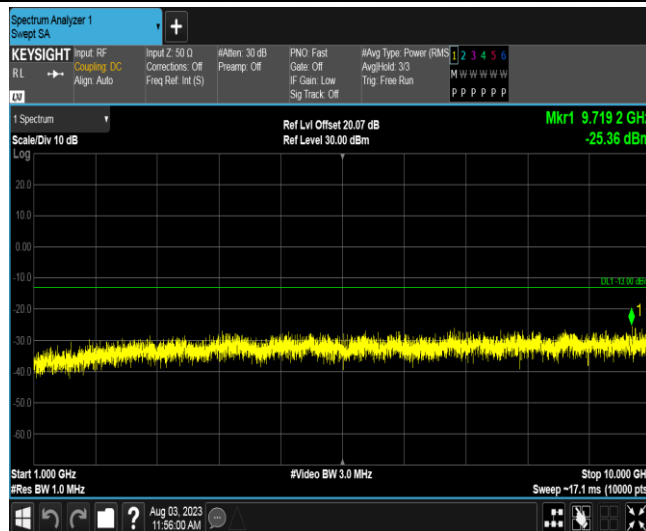 Spectrum Analyzer 1
Swept SA
+
KEYSIGHT
RL
LXI
Input: RF
Coupling: DC
Align: Auto
Input Z: 50 Ω
Corrections: Off
Freq Ref: Int (S)
#Atten: 30 dB
Preamp: Off
PNO: Fast
Gate: Off
IF Gain: Low
Sig Track: Off
#Avg Type: Power (RMS
Avg|Hold: 3/3
Trig: Free Run
1 2 3 4 5 6
M W W W W W
P P P P P P
1 Spectrum
Scale/Div 10 dB
Ref Lvl Offset 20.07 dB
Ref Level 30.00 dBm
Mkr1 9.719 2 GHz
-25.36 dBm
Log
20.0
10.0
0.00
-10.0
DL1 -13.00 dBm
-20.0
1
-30.0
-40.0
-50.0
-60.0
Start 1.000 GHz
#Res BW 1.0 MHz
#Video BW 3.0 MHz
Stop 10.000 GHz
Sweep ~17.1 ms (10000 pts
?
Aug 03, 2023
11:56:00 AM